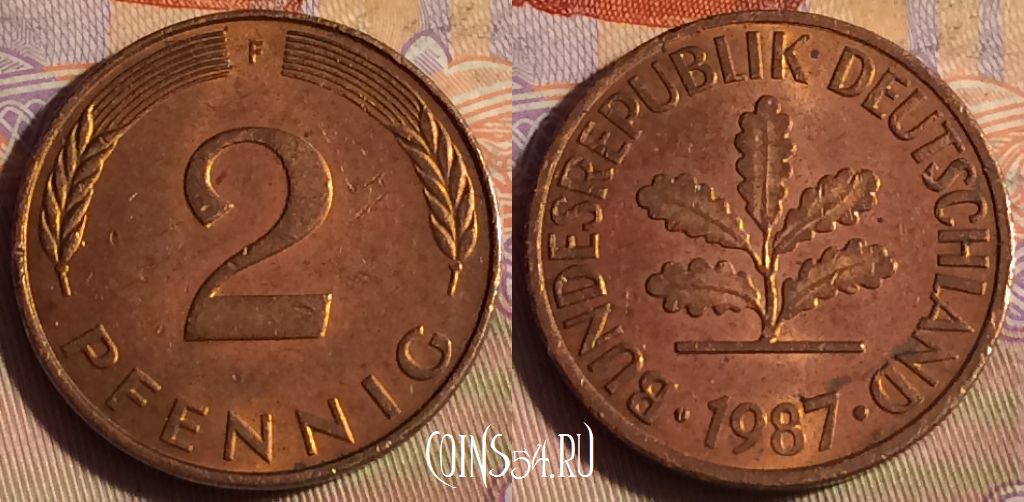 F
2
PFENNIG
BUNDESREPUBLIK DEUTSCHLAND
· 1987 ·
COINS54.RU